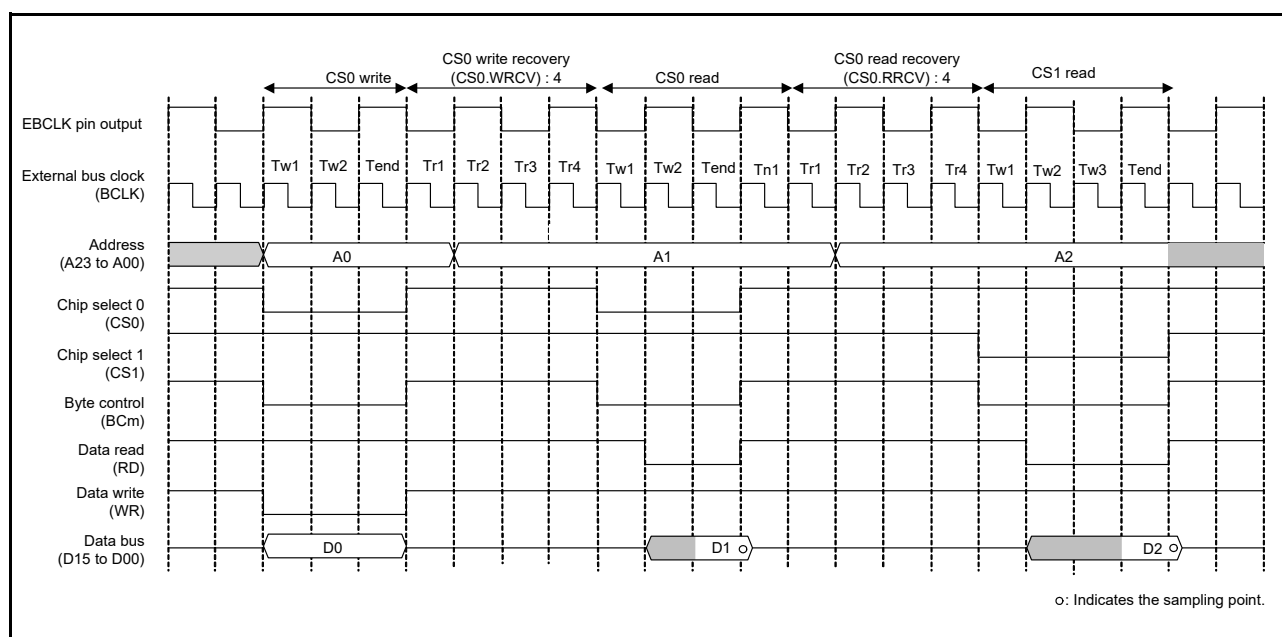 CS0 write
CS0 write recovery
(CS0.WRCV) : 4
CS0 read
CS0 read recovery
(CS0.RRCV) : 4
CS1 read
EBCLK pin output
External bus clock
(BCLK)
Tw1 Tw2 Tend Tr1 Tr2 Tr3 Tr4 Tw1 Tw2 Tend Tn1 Tr1 Tr2 Tr3 Tr4 Tw1 Tw2 Tw3 Tend
Address
(A23 to A00)
A0 A1 A2
Chip select 0
(CS0)
Chip select 1
(CS1)
Byte control
(BCm)
Data read
(RD)
Data write
(WR)
Data bus
(D15 to D00)
D0 D1 D2
o: Indicates the sampling point.